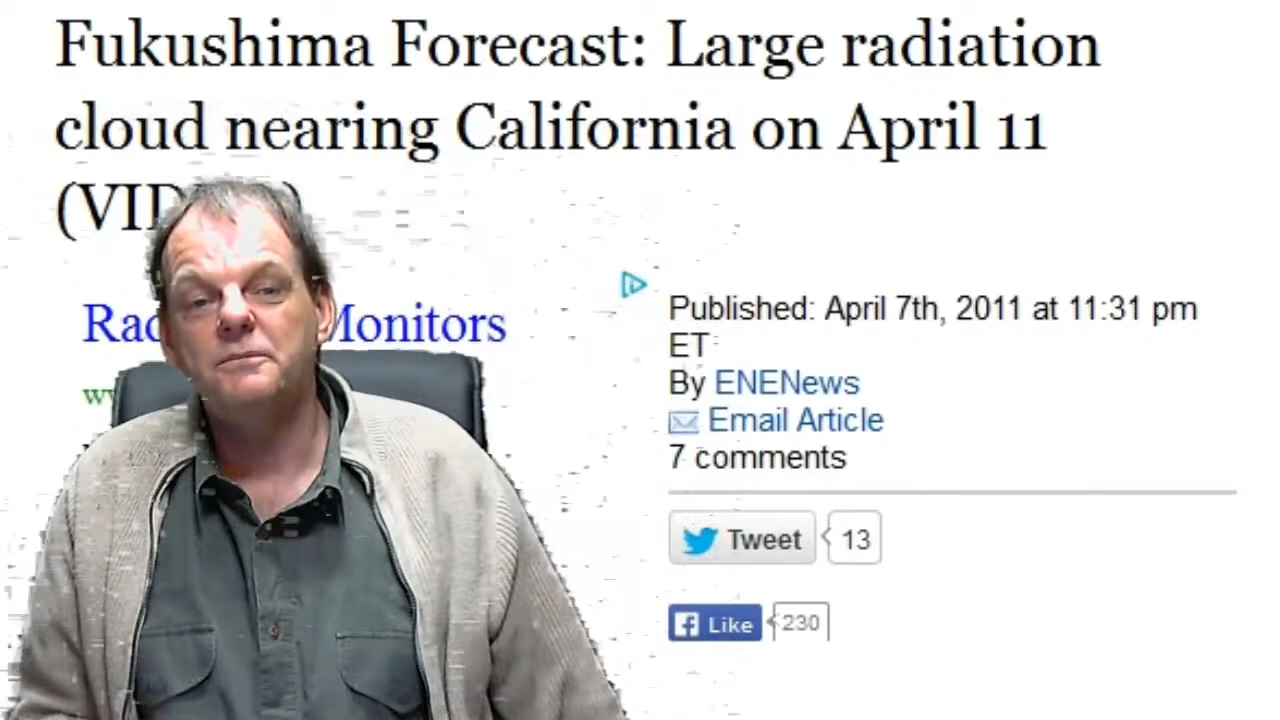 Fukushima Forecast: Large radiation
cloud nearing California on April 11
Monitors
Published: April 7th, 2011 at 11:31 pm
ET
By ENENews
Email Article
7 comments
Tweet 13
Like 230